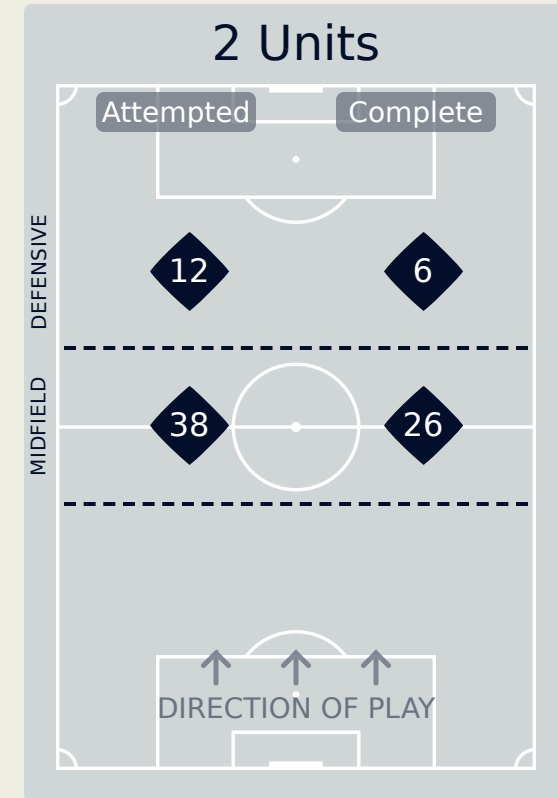 2 Units
Attempted Complete
DEFENSIVE
12 6
MIDFIELD
38 26
DIRECTION OF PLAY